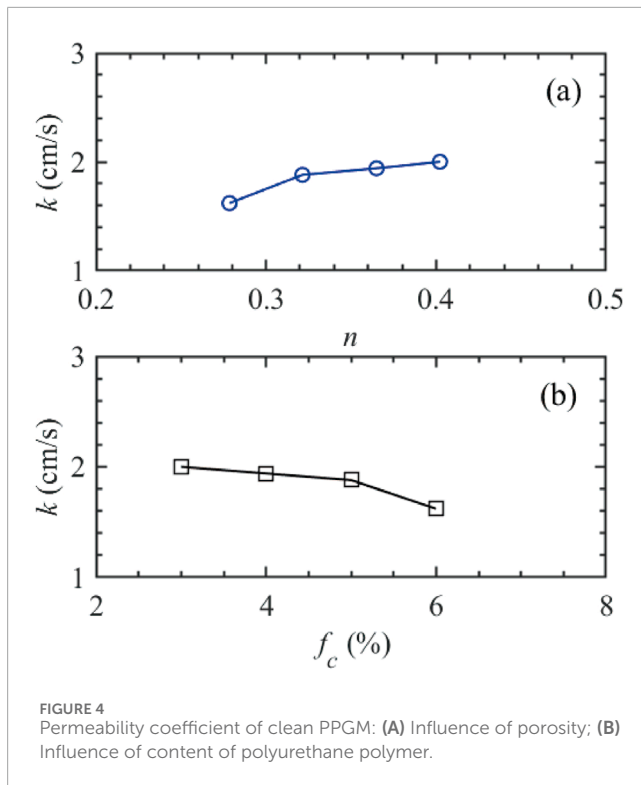 3
(a)
k (cm/s)
2
1
0.2 0.3 0.4 0.5
n
3
(b)
k (cm/s)
2
1
2 4 6 8
f_c (%)
FIGURE 4
Permeability coefficient of clean PPGM: (A) Influence of porosity; (B)
Influence of content of polyurethane polymer.